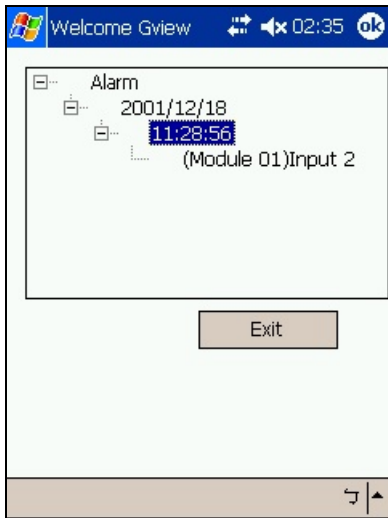 Welcome Gview 02:35 ok
Alarm
2001/12/18
11:28:56
(Module 01)Input 2
Exit